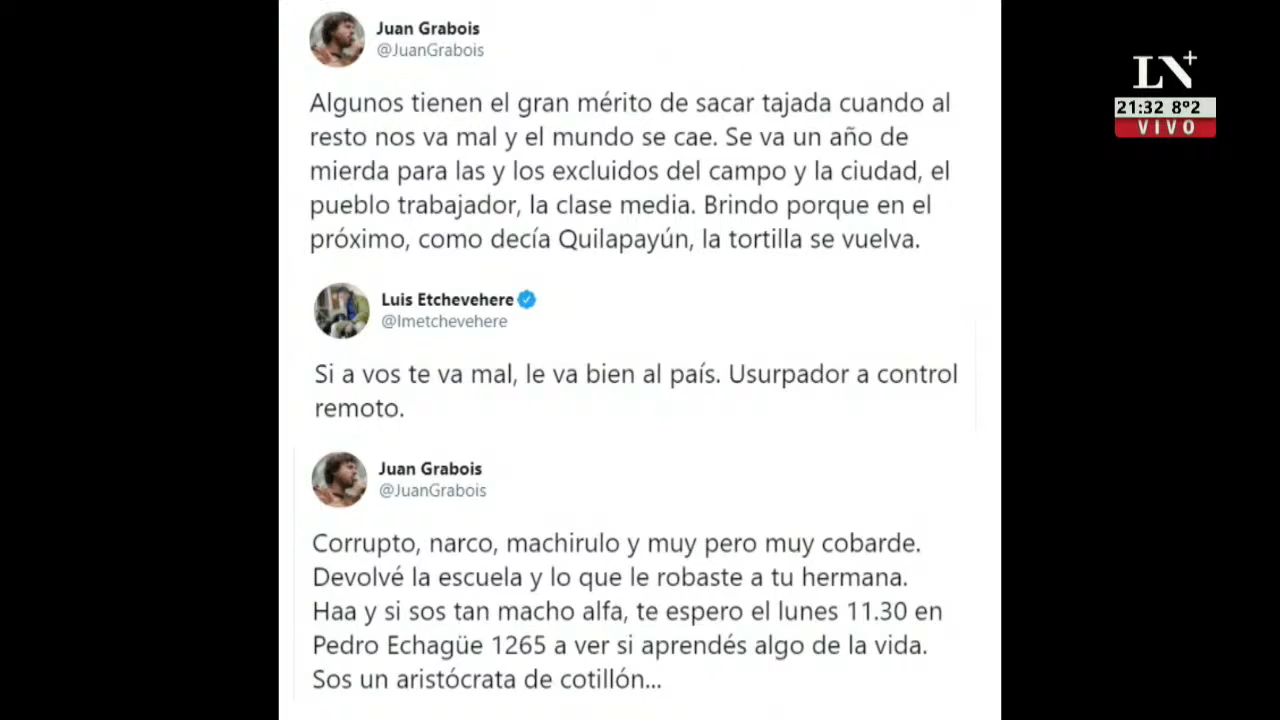 Juan Grabois
@JuanGrabois
Algunos tienen el gran mérito de sacar tajada cuando al
resto nos va mal y el mundo se cae. Se va un año de
mierda para las y los excluidos del campo y la ciudad, el
pueblo trabajador, la clase media. Brindo porque en el
próximo, como decía Quilapayún, la tortilla se vuelva.
Luis Etchevehere
@lmetchevehere
Si a vos te va mal, le va bien al país. Usurpador a control
remoto.
Juan Grabois
@JuanGrabois
Corrupto, narco, machirulo y muy pero muy cobarde.
Devolvé la escuela y lo que le robaste a tu hermana.
Haa y si sos tan macho alfa, te espero el lunes 11.30 en
Pedro Echagüe 1265 a ver si aprendés algo de la vida.
Sos un aristócrata de cotillón...
LN+
21:32 8º2
VIVO